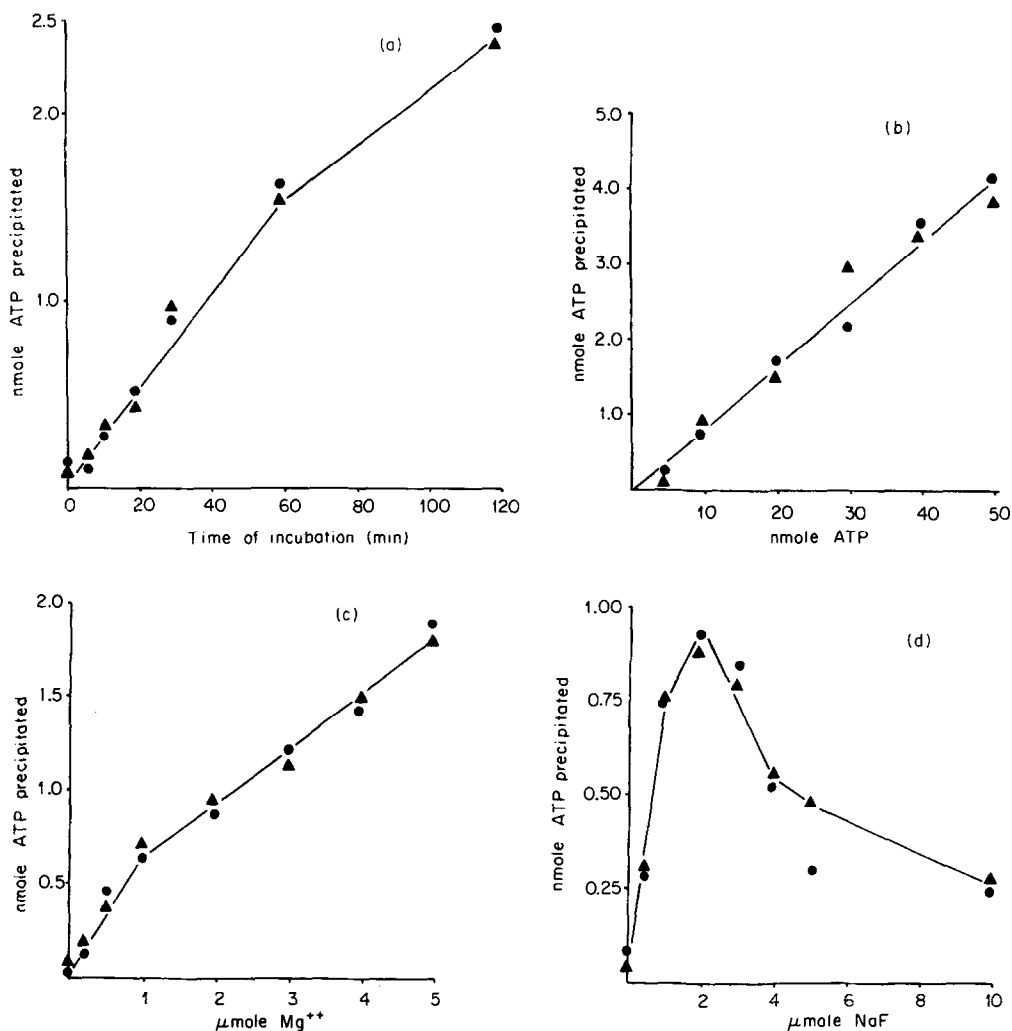 (a)
2.5
2.0
1.0
nmole ATP precipitated
0 20 40 60 80 100 120
Time of incubation (min)
(b)
5.0
4.0
3.0
2.0
1.0
nmole ATP precipitated
10 20 30 40 50
nmole ATP
(c)
2.0
1.5
1.0
0.5
nmole ATP precipitated
1 2 3 4 5
μmole Mg++
(d)
1.00
0.75
0.50
0.25
nmole ATP precipitated
2 4 6 8 10
μmole NaF